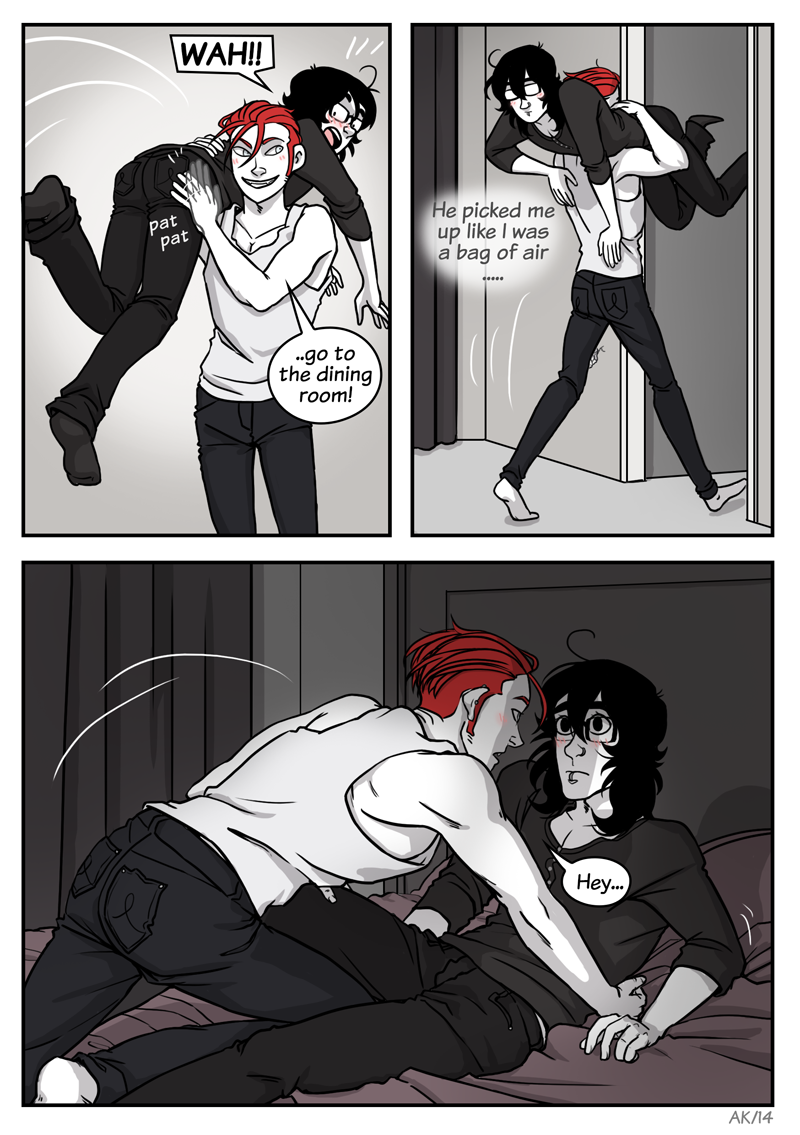 WAH!!
pat
pat
..go to
the dining
room!
He picked me
up like I was
a bag of air
.....
Hey...
AK/14